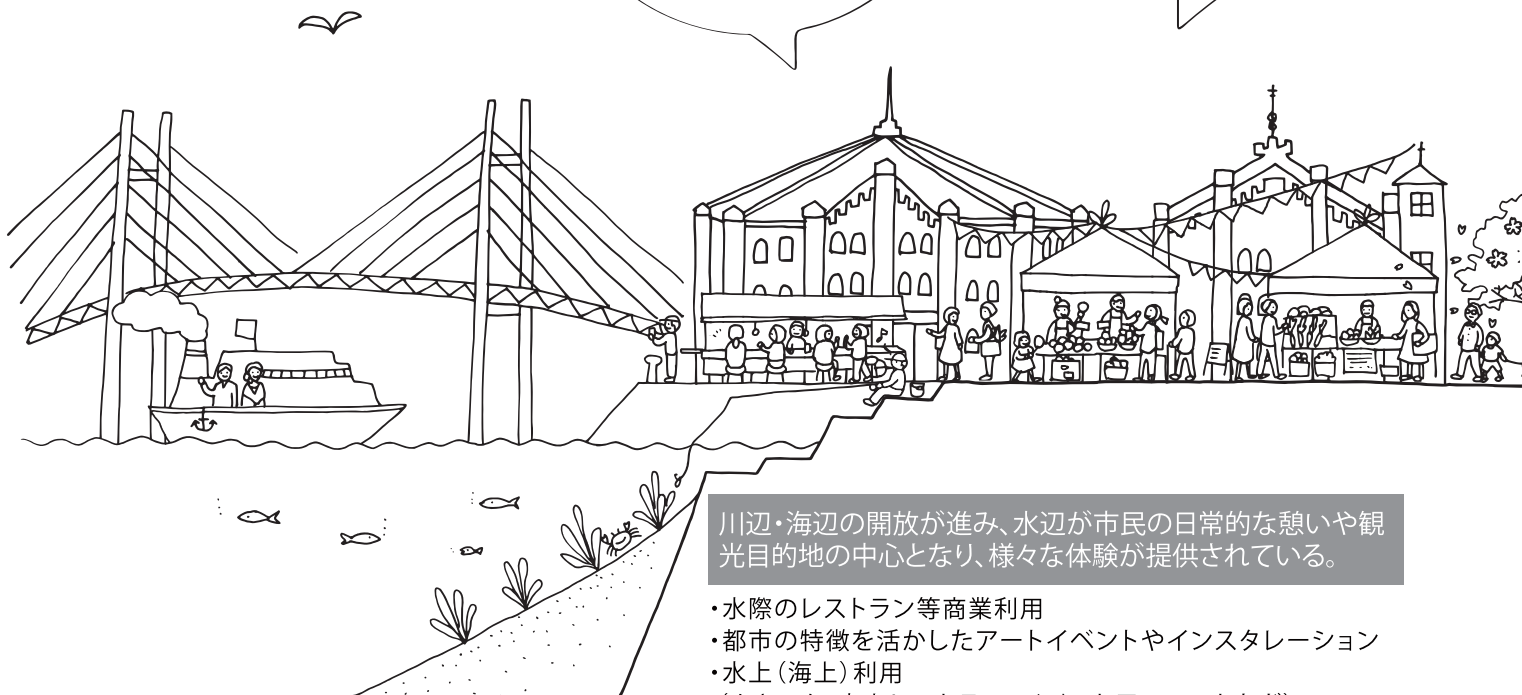 川辺・海辺の開放が進み、水辺が市民の日常的な憩いや観
光目的地の中心となり、様々な体験が提供されている。
・水際のレストラン等商業利用
・都市の特徴を活かしたアートイベントやインスタレーション
・水上（海上）利用